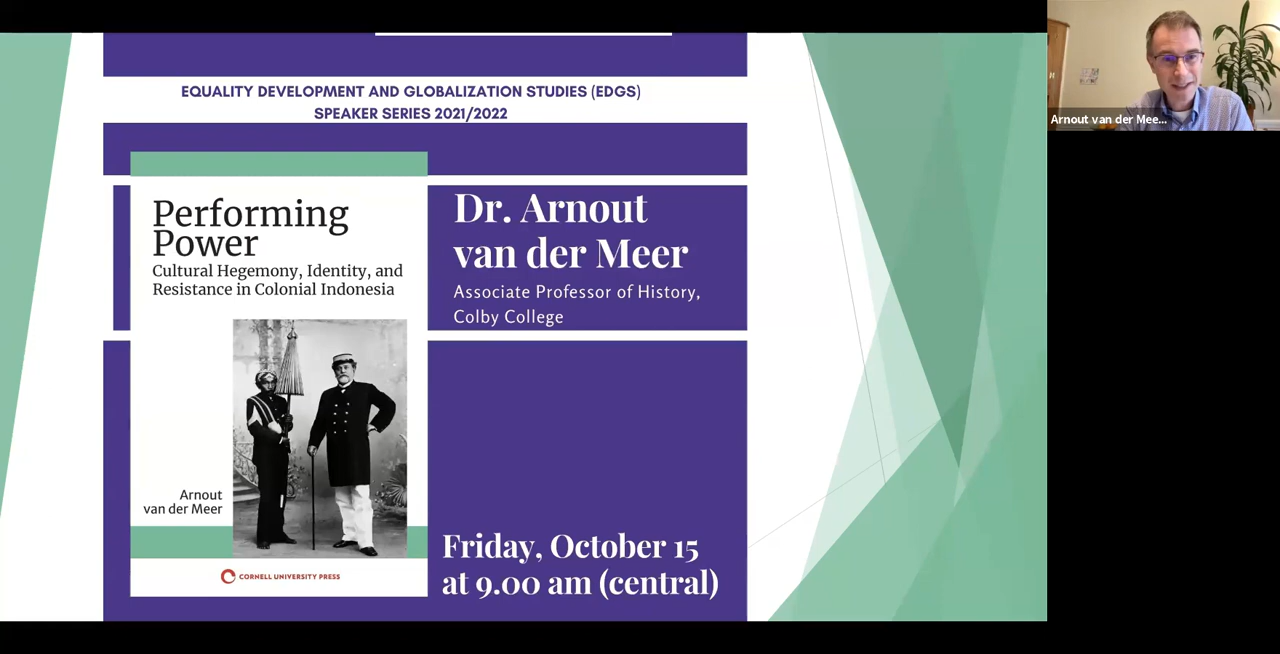 EQUALITY DEVELOPMENT AND GLOBALIZATION STUDIES (EDGS)
SPEAKER SERIES 2021/2022
Performing
Power
Cultural Hegemony, Identity, and
Resistance in Colonial Indonesia
Arnout
van der Meer
CORNELL UNIVERSITY PRESS
Dr. Arnout
van der Meer
Associate Professor of History,
Colby College
Friday, October 15
at 9.00 am (central)
Arnout van der Mee...